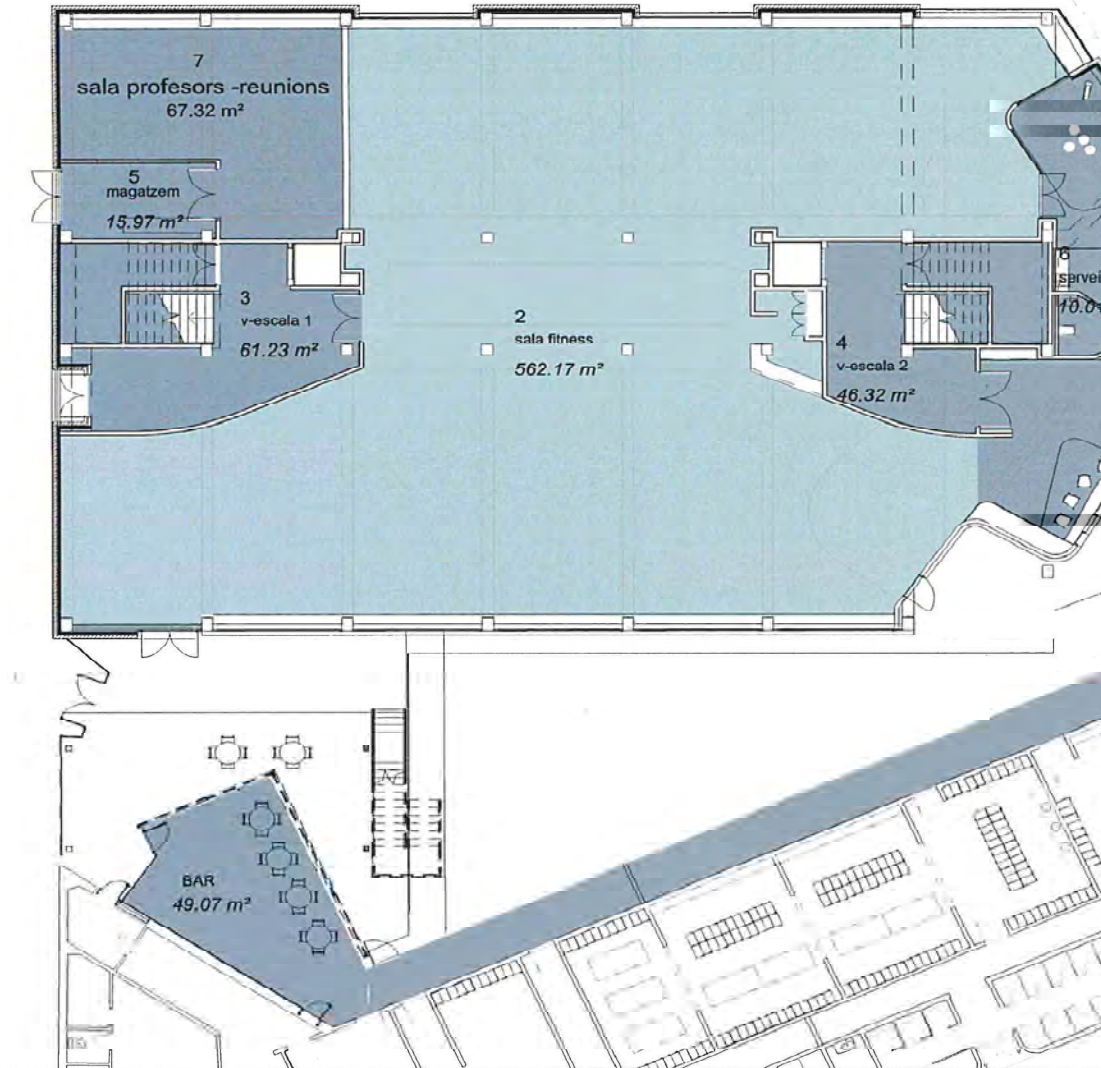 7
sala profesors -reunions
67.32 m²
5
magatzem
15.97 m²
3
v-escala 1
61.23 m²
2
sala fitness
562.17 m²
4
v-escala 2
46.32 m²
BAR
49.07 m²